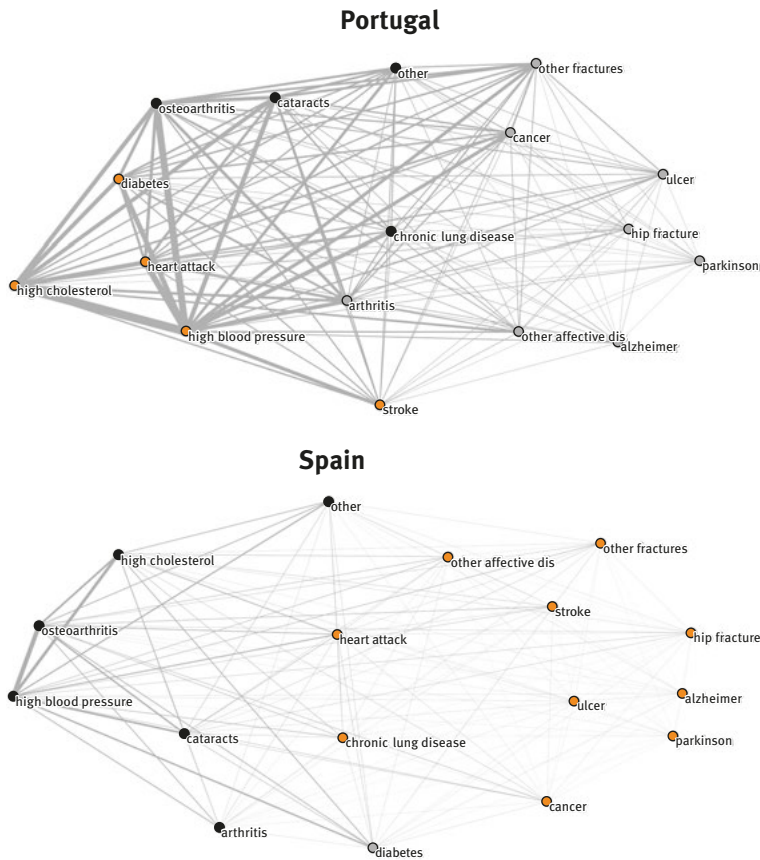 Portugal
other
other fractures
osteoarthritis
cataracts
cancer
diabetes
ulcer
chronic lung disease
hip fracture
heart attack
parkinson
high cholesterol
arthritis
high blood pressure
other affective dis
alzheimer
stroke
Spain
other
high cholesterol
other affective dis
other fractures
stroke
osteoarthritis
heart attack
hip fracture
high blood pressure
ulcer
alzheimer
cataracts
chronic lung disease
parkinson
cancer
arthritis
diabetes